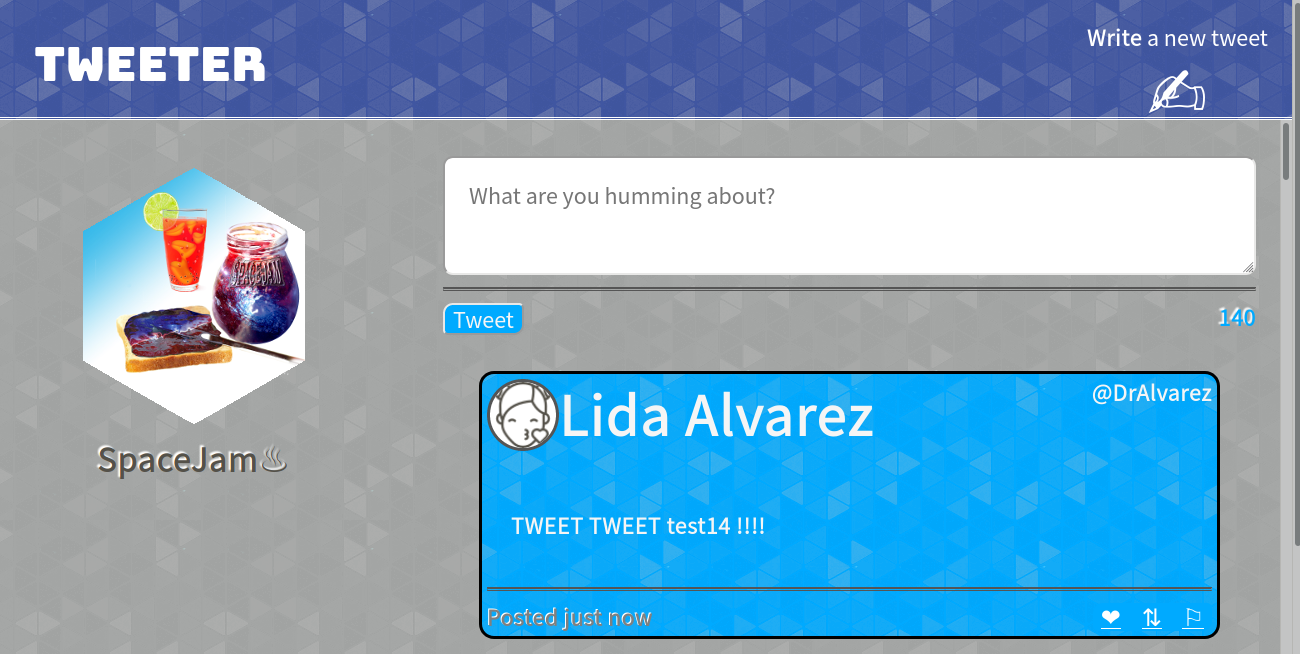 TWEETER
Write a new tweet
✍
What are you humming about?
SPACEJAM
Tweet
140
SpaceJam♨
Lida Alvarez
@DrAlvarez
TWEET TWEET test14 !!!!
Posted just now
❤ ⇅ ⚐